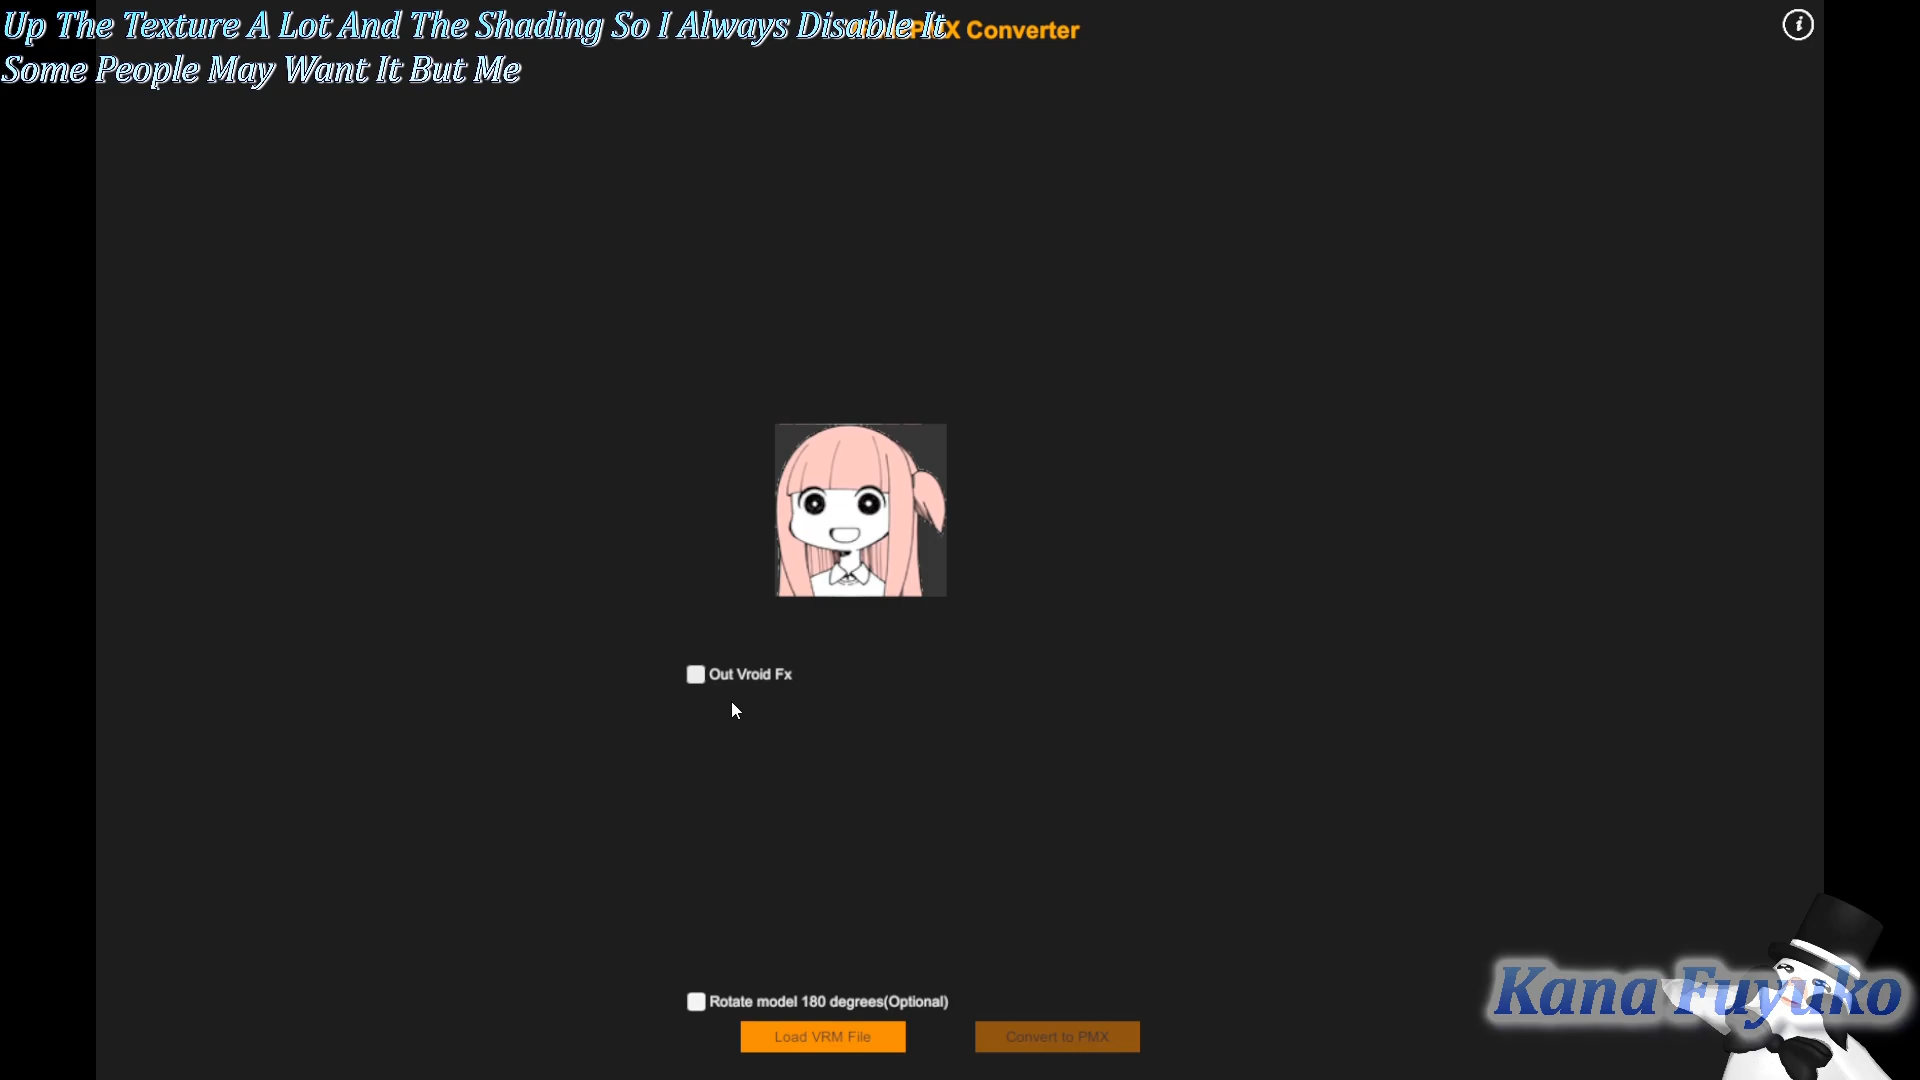 Up The Texture A Lot And The Shading So I Always Disable It
Some People May Want It But Me
PMX Converter
Out Vroid Fx
Rotate model 180 degrees(Optional)
Load VRM File
Convert to PMX
Kana Fuyuko